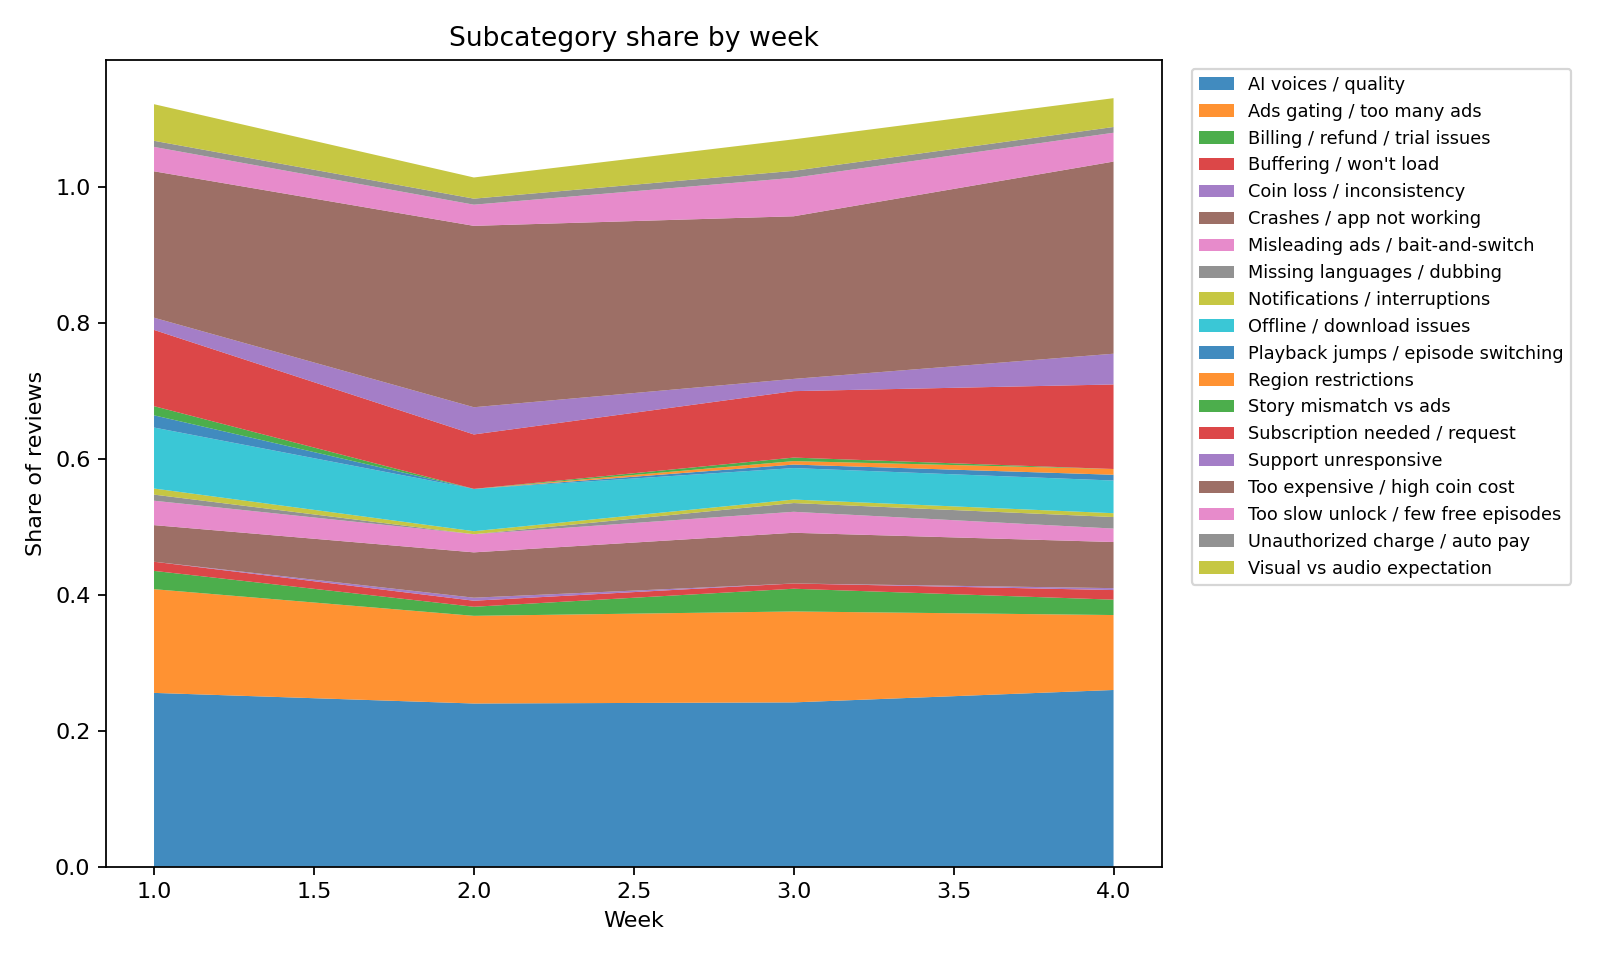 Subcategory share by week
Share of reviews
1.0
0.8
0.6
0.4
0.2
0.0
1.0
1.5
2.0
2.5
3.0
3.5
4.0
Week
AI voices / quality
Ads gating / too many ads
Billing / refund / trial issues
Buffering / won't load
Coin loss / inconsistency
Crashes / app not working
Misleading ads / bait-and-switch
Missing languages / dubbing
Notifications / interruptions
Offline / download issues
Playback jumps / episode switching
Region restrictions
Story mismatch vs ads
Subscription needed / request
Support unresponsive
Too expensive / high coin cost
Too slow unlock / few free episodes
Unauthorized charge / auto pay
Visual vs audio expectation